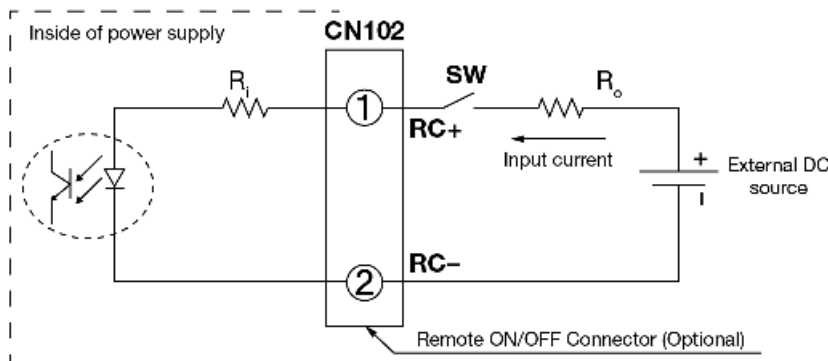 Inside of power supply
CN102
Ri
1
SW
Ro
RC+
Input current
+
External DC
source
-
2
RC-
Remote ON/OFF Connector (Optional)